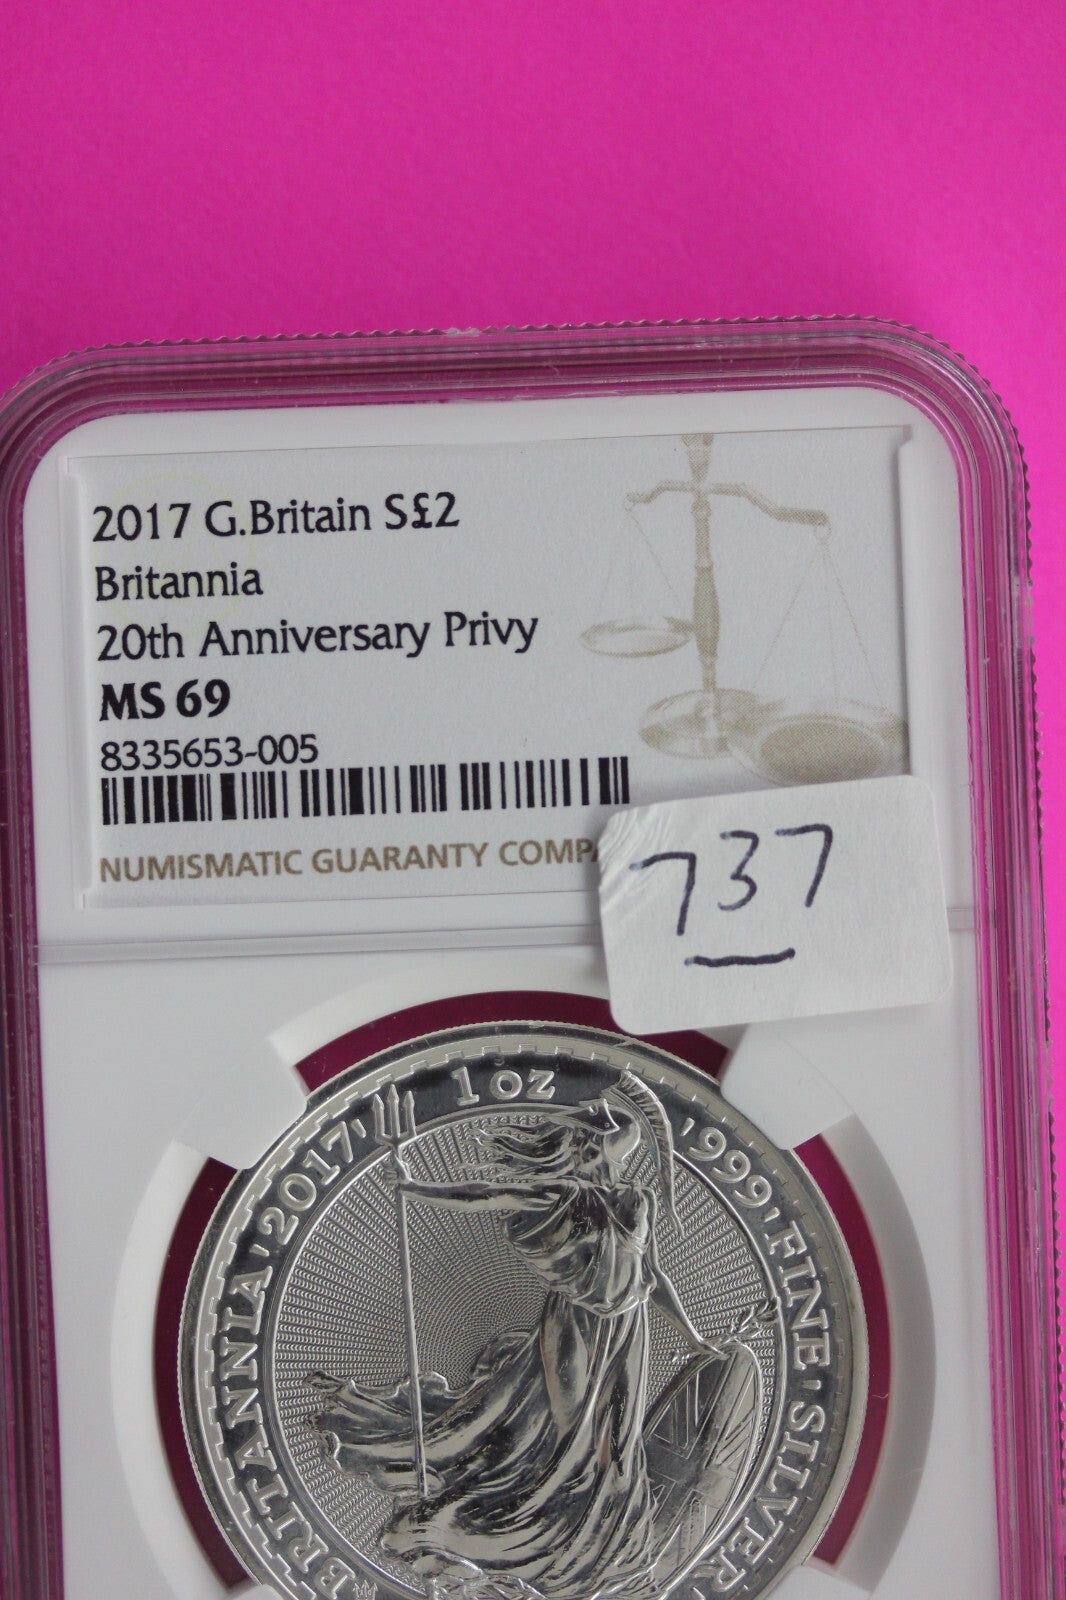 2017 G.Britain S£2
Britannia
20th Anniversary Privy
MS 69
8335653-005
NUMISMATIC GUARANTY COMPA
737
BRITANNIA · 2017 · 1 OZ · 999 · FINE · SILVER